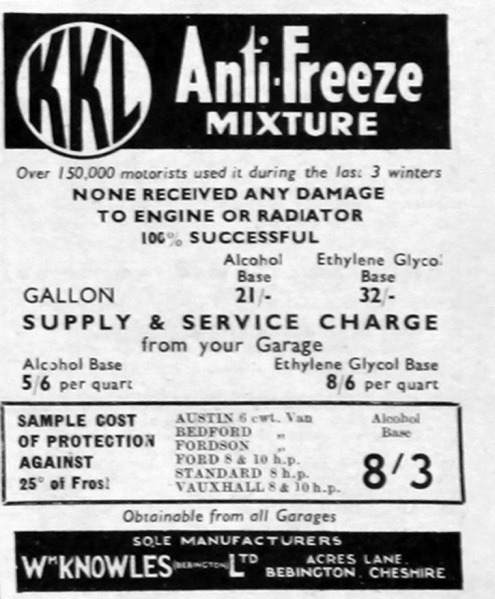 KKL Anti-Freeze
MIXTURE
Over 150,000 motorists used it during the last 3 winters
NONE RECEIVED ANY DAMAGE
TO ENGINE OR RADIATOR
100% SUCCESSFUL
Alcohol Ethylene Glycol
Base Base
GALLON 21/- 32/-
SUPPLY & SERVICE CHARGE
from your Garage
Alcohol Base Ethylene Glycol Base
5/6 per quart 8/6 per quart
SAMPLE COST
OF PROTECTION
AGAINST
25° of Frost
AUSTIN 6 cwt. Van
BEDFORD „
FORDSON „
FORD 8 & 10 h.p.
STANDARD 8 h.p.
VAUXHALL 8 & 10 h.p.
Alcohol
Base
8/3
Obtainable from all Garages
SOLE MANUFACTURERS
WM KNOWLES (BEBINGTON) LTD ACRES LANE,
BEBINGTON, CHESHIRE